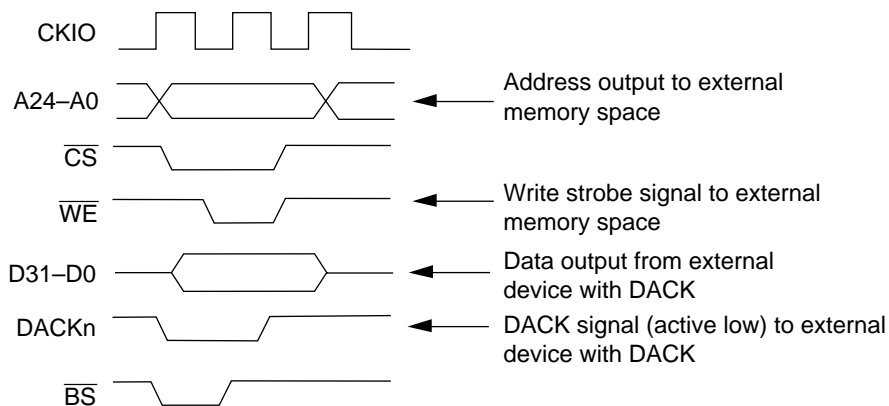 CKIO
A24–A0
Address output to external
memory space
CS
WE
Write strobe signal to external
memory space
D31–D0
Data output from external
device with DACK
DACKn
DACK signal (active low) to external
device with DACK
BS